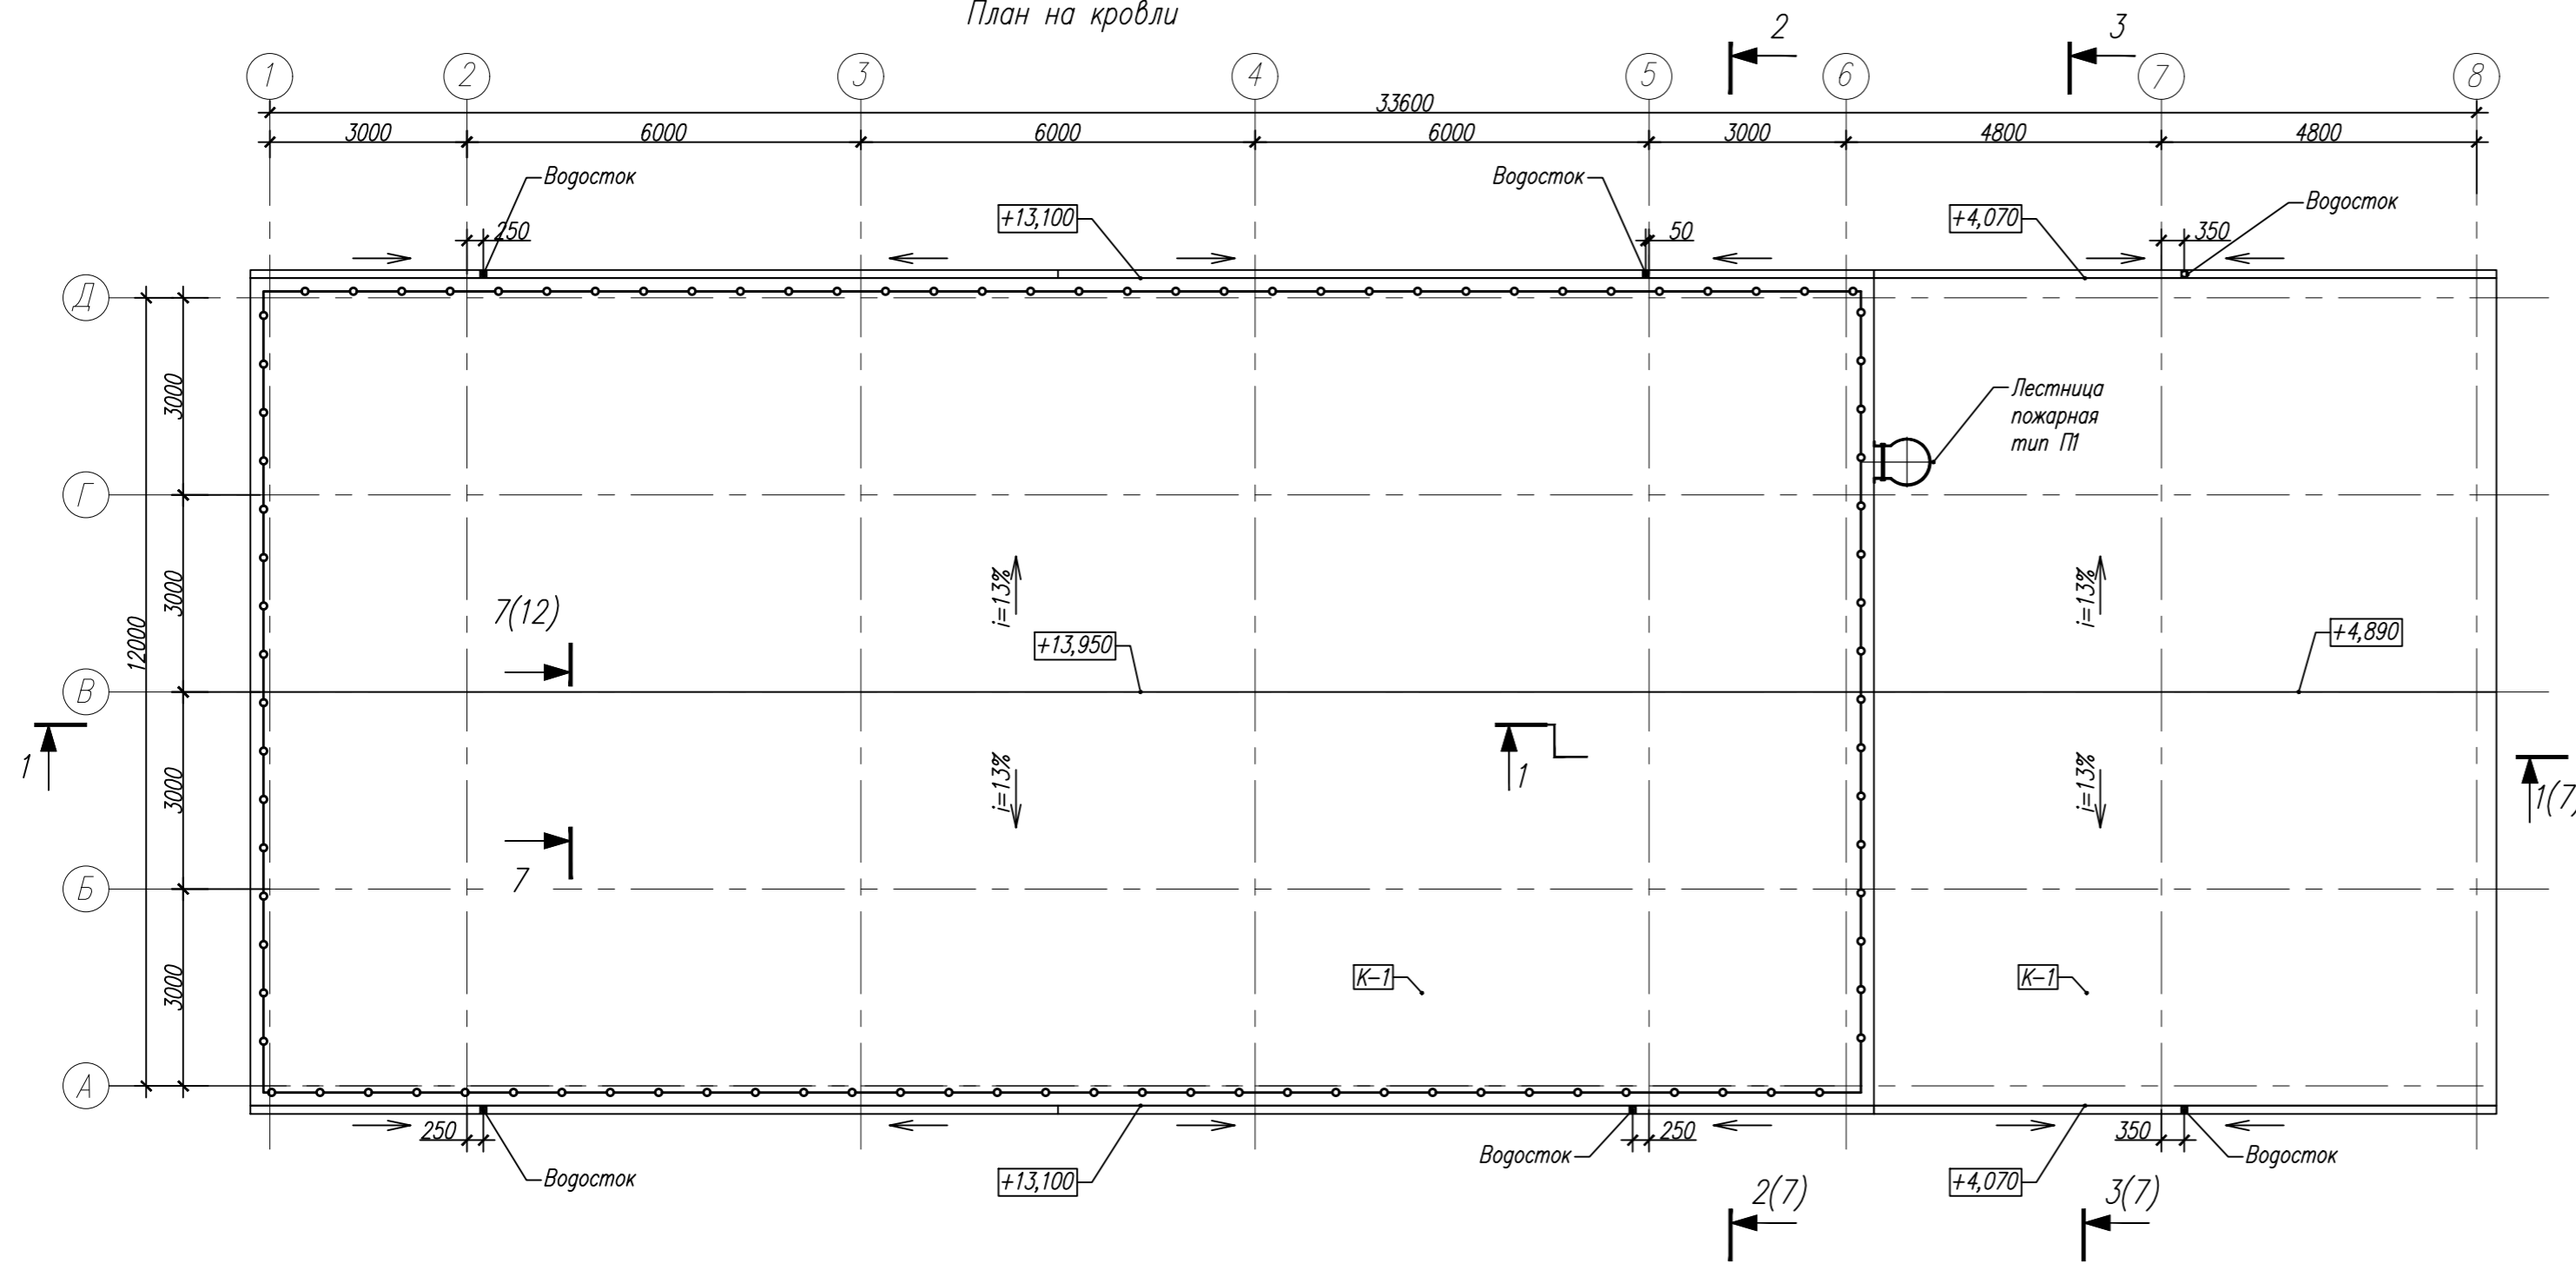 План на кровли
2
3
1
2
3
4
5
6
7
8
33600
3000
6000
6000
6000
3000
4800
4800
Водосток
Водосток
Водосток
+13,100
+4,070
250
50
350
Д
Лестница
пожарная
тип П1
3000
Г
i=13%
i=13%
3000
7(12)
12000
+13,950
+4,890
В
1
1
1(7)
i=13%
i=13%
3000
7
Б
К-1
К-1
3000
А
250
250
350
Водосток
Водосток
Водосток
+13,100
+4,070
2(7)
3(7)